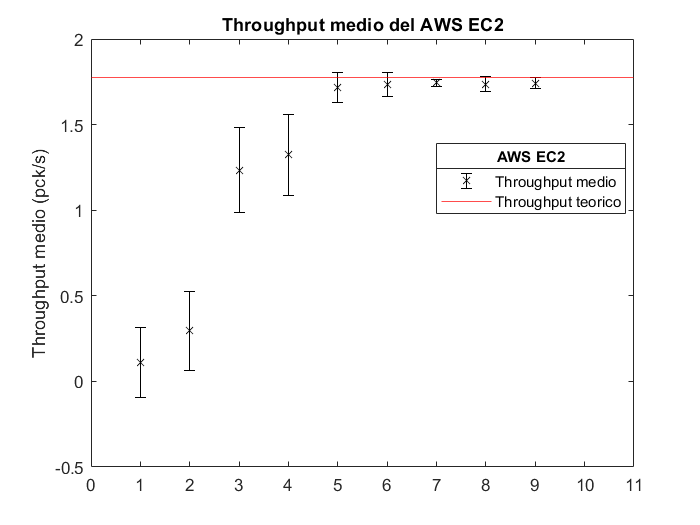 Throughput medio del AWS EC2
2
1.5
1
0.5
0
-0.5
Throughput medio (pck/s)
AWS EC2
Throughput medio
Throughput teorico
0 1 2 3 4 5 6 7 8 9 10 11